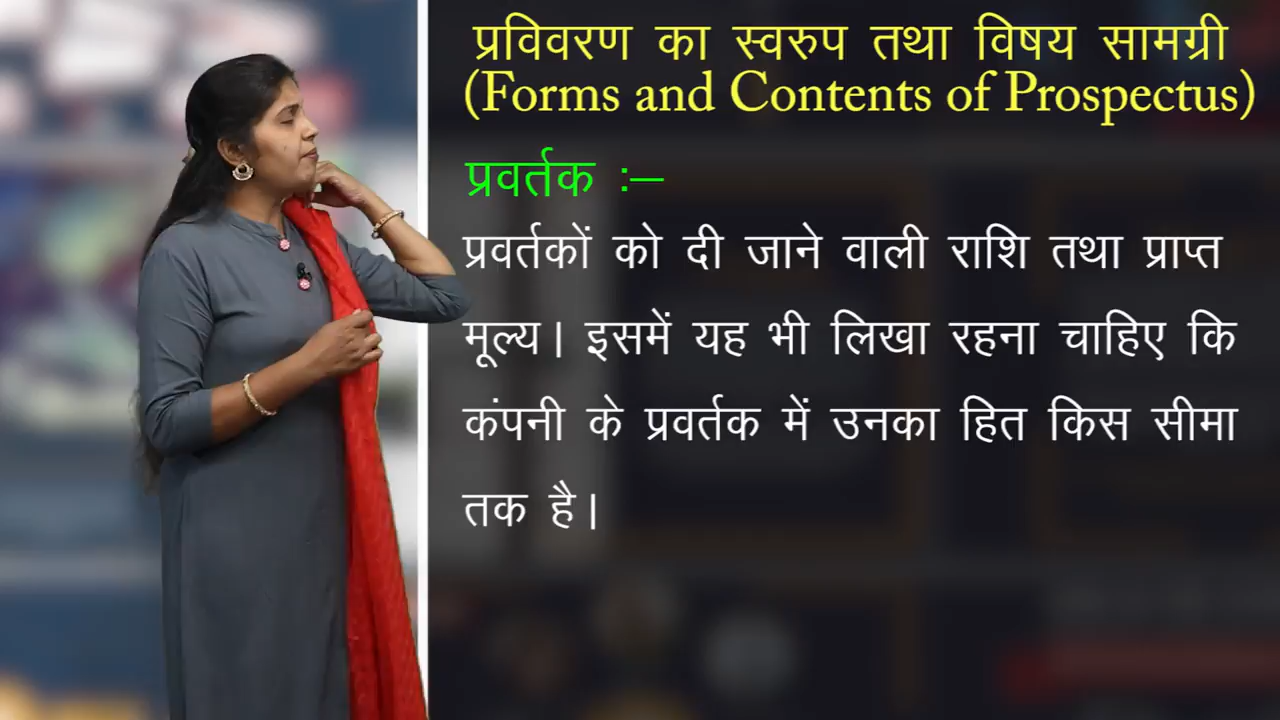 प्रविवरण का स्वरुप तथा विषय सामग्री
(Forms and Contents of Prospectus)
प्रवर्तक :–
प्रवर्तकों को दी जाने वाली राशि तथा प्राप्त
मूल्य। इसमें यह भी लिखा रहना चाहिए कि
कंपनी के प्रवर्तक में उनका हित किस सीमा
तक है।